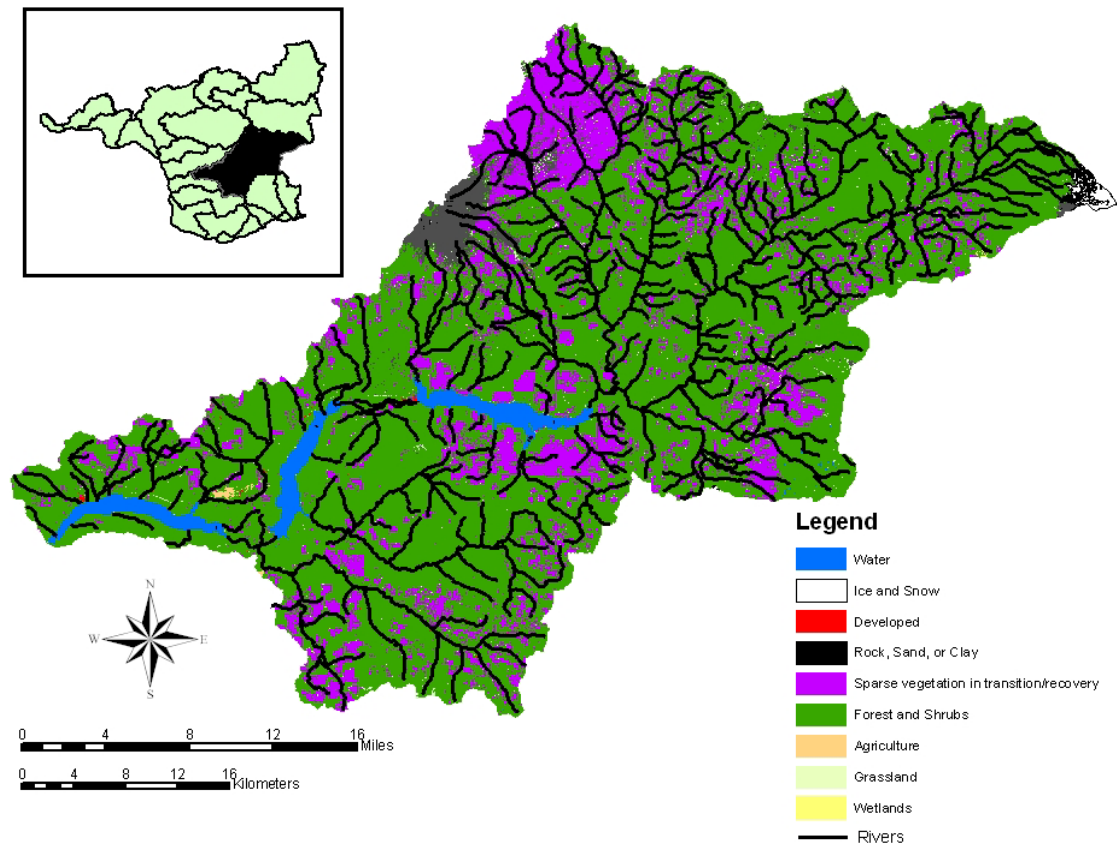 N
W E
S
0 4 8 12 16
Miles
0 4 8 12 16
Kilometers
Legend
Water
Ice and Snow
Developed
Rock, Sand, or Clay
Sparse vegetation in transition/recovery
Forest and Shrubs
Agriculture
Grassland
Wetlands
Rivers